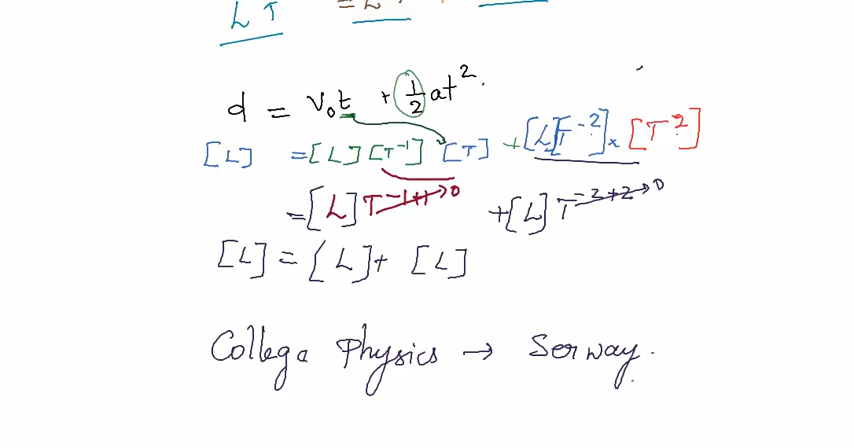 L T = L
d = v₀t + ½at²
[L] = [L][T⁻¹] [T] + [L][T⁻²] × [T²]
= [L] T⁻¹⁺¹→0 + [L] T⁻²⁺²→0
[L] = [L] + [L]
College Physics → Serway.